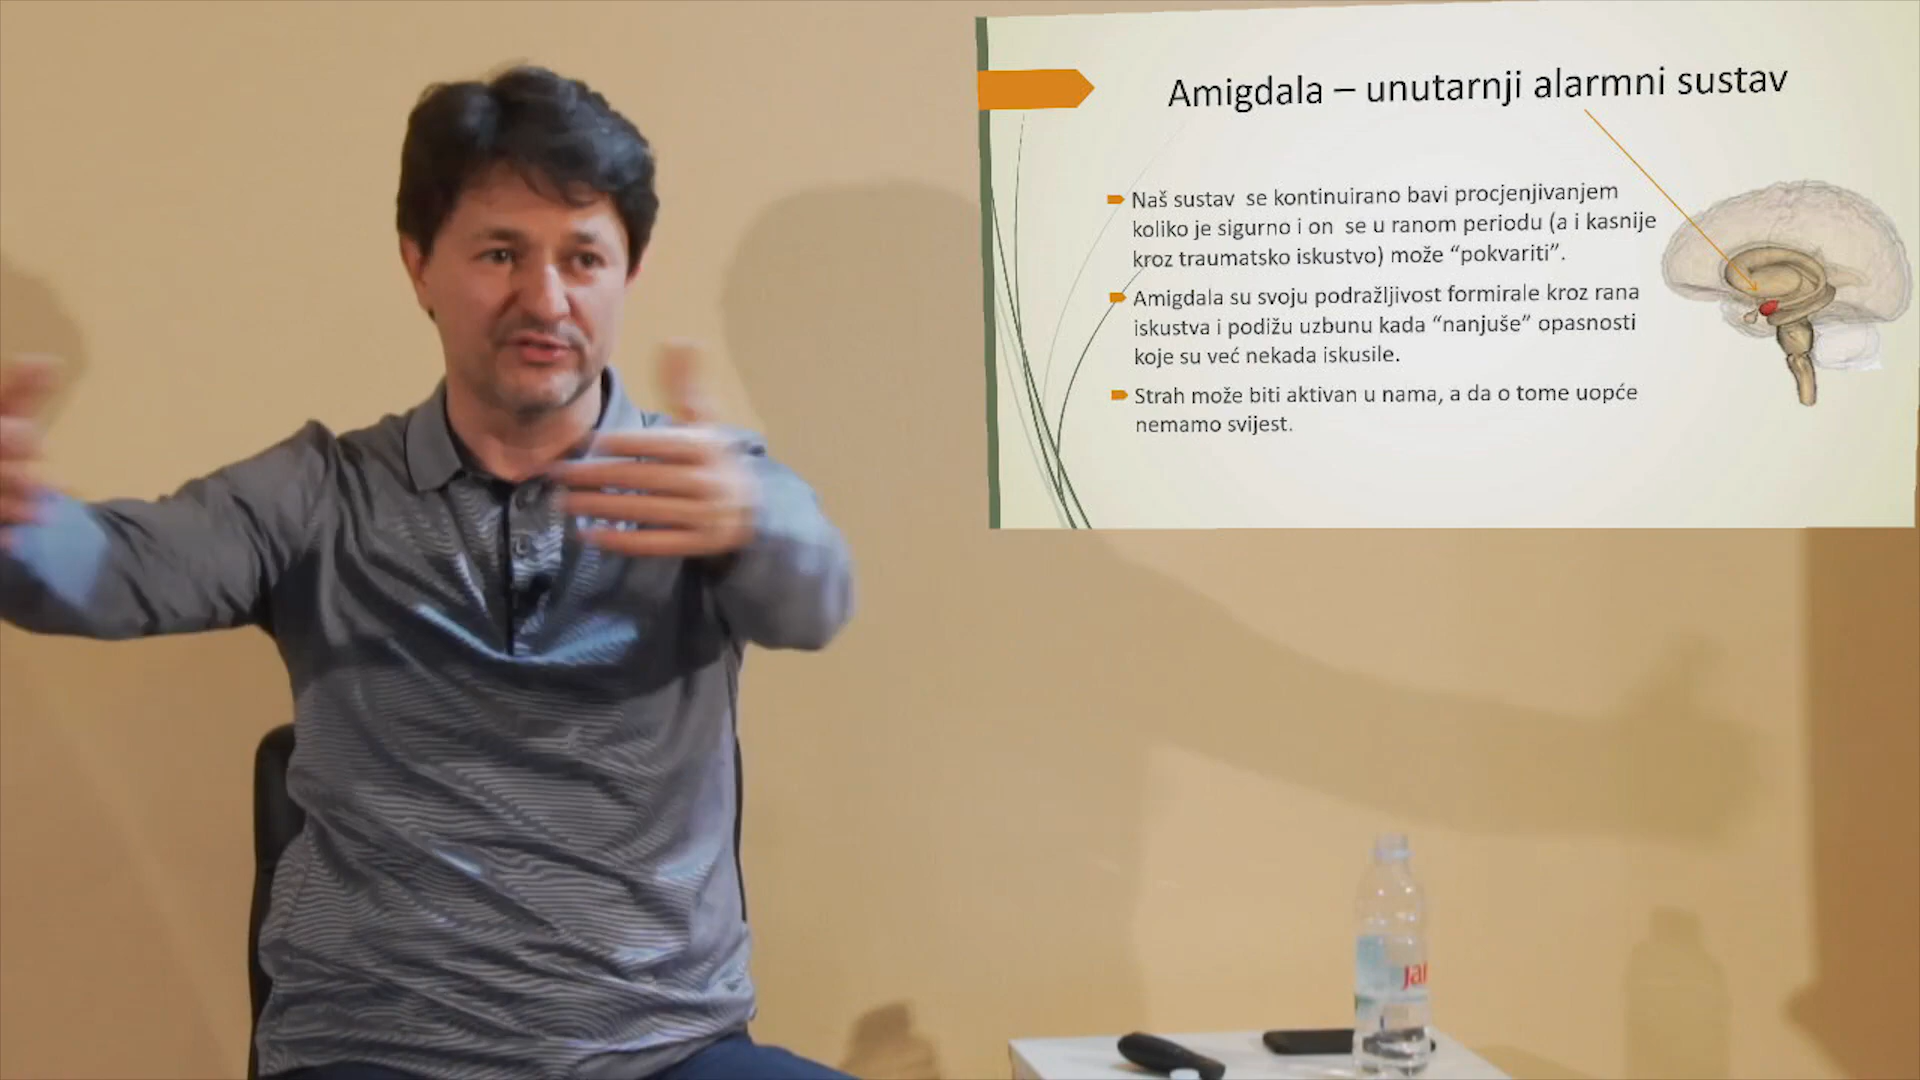 Amigdala – unutarnji alarmni sustav
Naš sustav se kontinuirano bavi procjenjivanjem
koliko je sigurno i on se u ranom periodu (a i kasnije
kroz traumatsko iskustvo) može “pokvariti”.
Amigdala su svoju podražljivost formirale kroz rana
iskustva i podižu uzbunu kada “nanjuše” opasnosti
koje su već nekada iskusile.
Strah može biti aktivan u nama, a da o tome uopće
nemamo svijest.